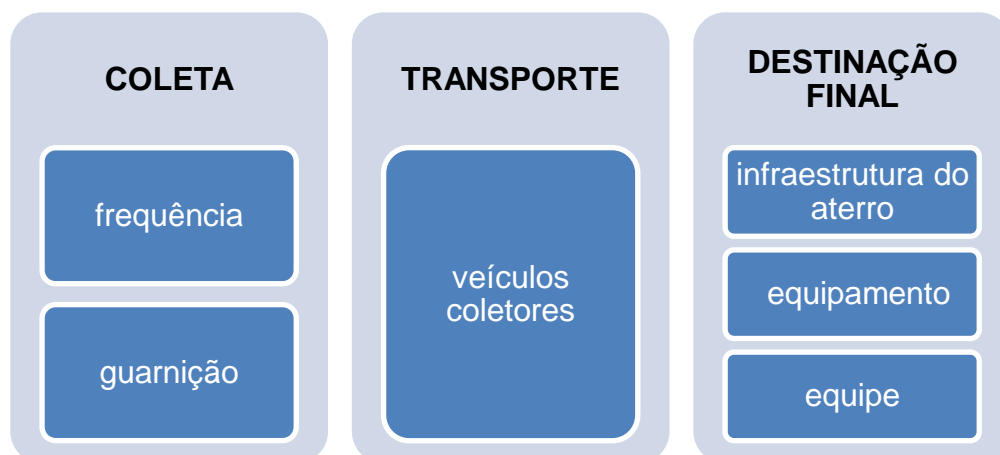 COLETA
frequência
guarnição
TRANSPORTE
veículos
coletores
DESTINAÇÃO
FINAL
infraestrutura do
aterro
equipamento
equipe